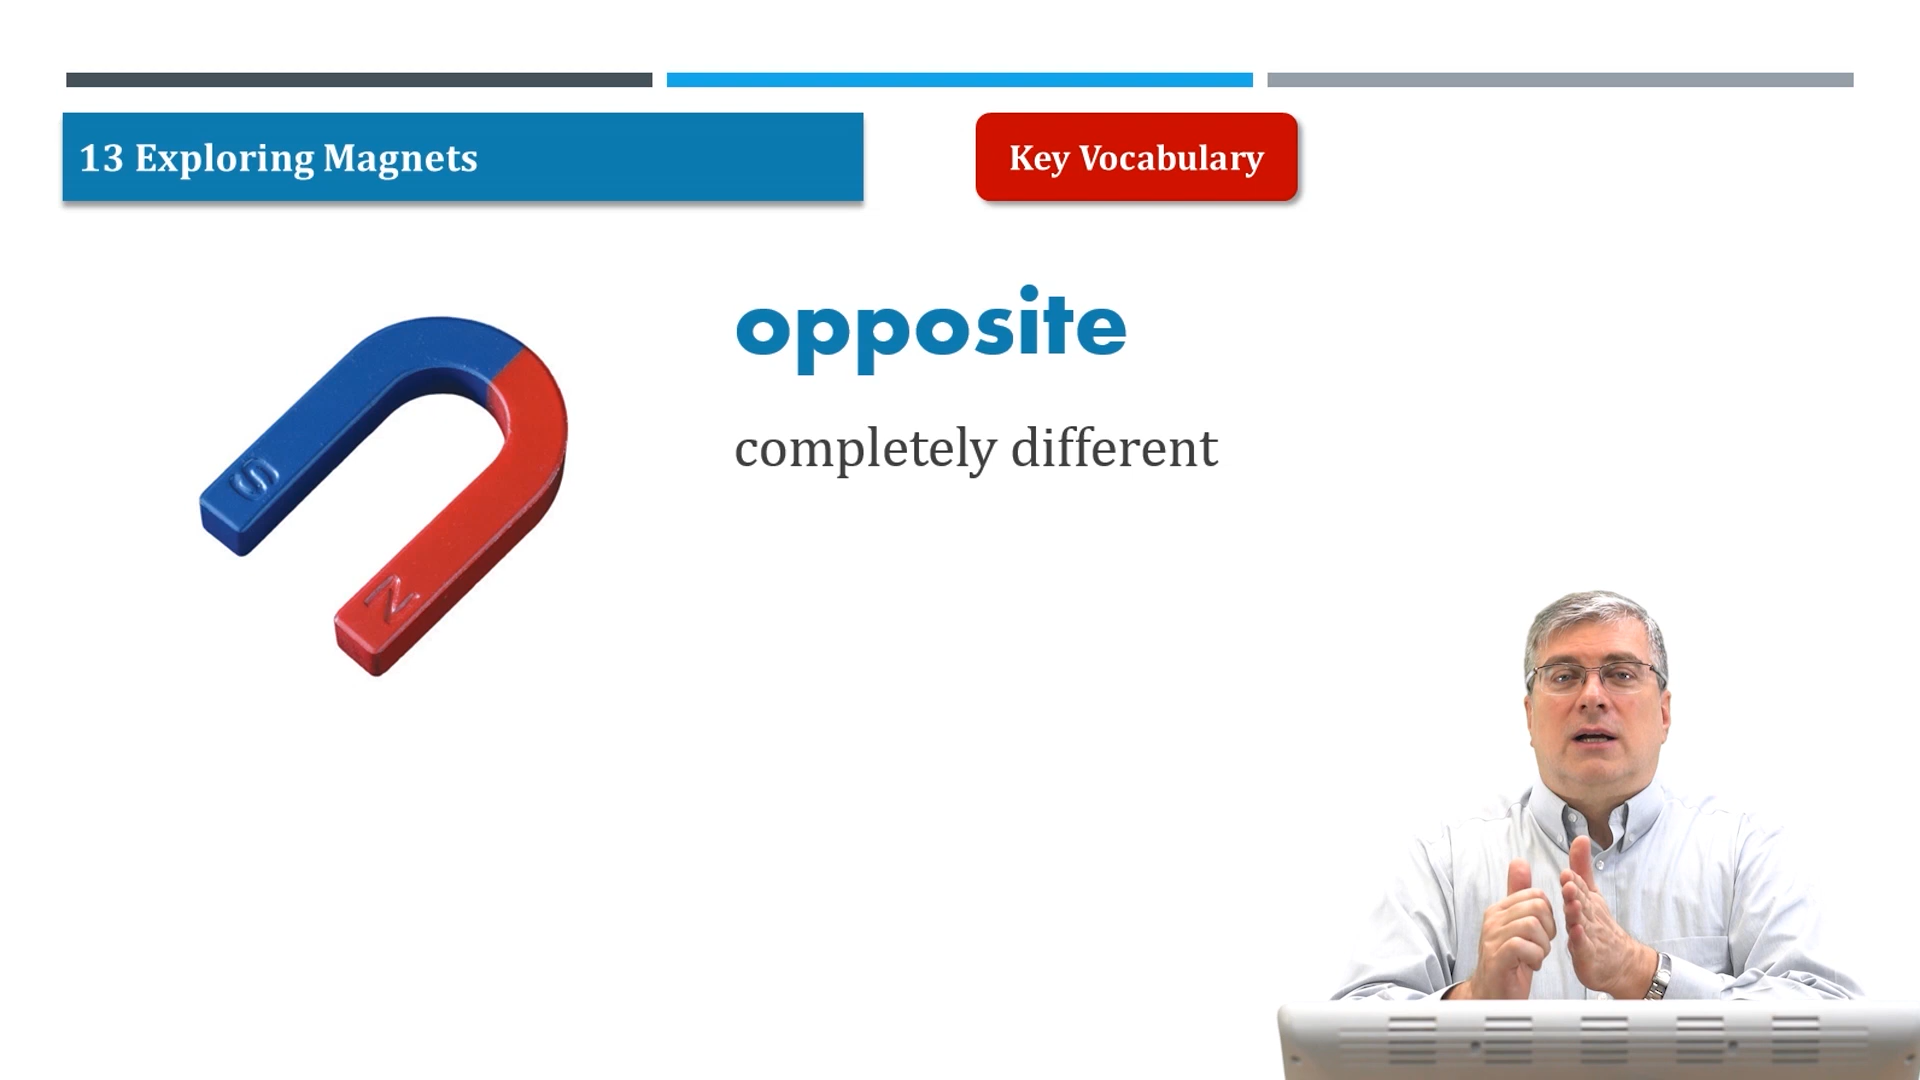 13 Exploring Magnets
Key Vocabulary
opposite
completely different
S
N